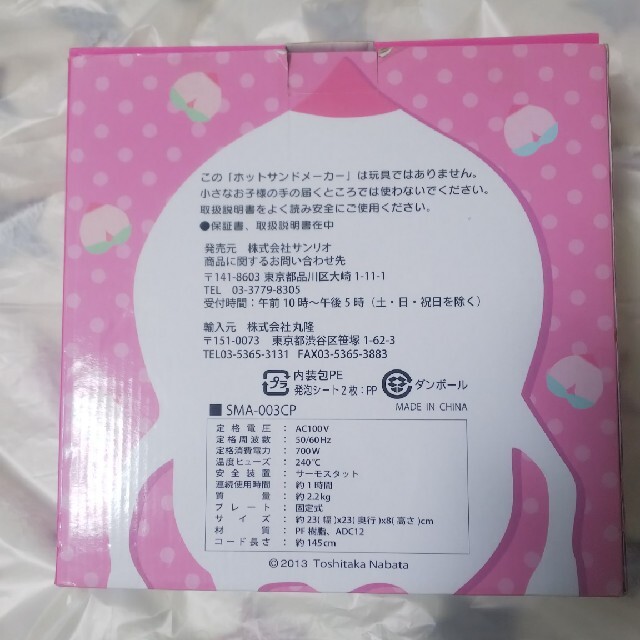 この「ホットサンドメーカー」は玩具ではありません。
小さなお子様の手の届くところでは使わないでください。
取扱説明書をよく読み安全にご使用ください。
●保証書、取扱説明書在中
発売元 株式会社サンリオ
商品に関するお問い合わせ先
〒141-8603 東京都品川区大崎 1-11-1
TEL 03-3779-8305
受付時間：午前 10 時～午後 5 時（土・日・祝日を除く）
輸入元 株式会社丸隆
〒151-0073 東京都渋谷区笹塚 1-62-3
TEL03-5365-3131 FAX03-5365-3883
プラ 内装包PE
発泡シート2枚：PP
ダンボール
■ SMA-003CP
MADE IN CHINA
定格電圧：AC100V
定格周波数：50/60Hz
定格消費電力：700W
温度ヒューズ：240℃
安全装置：サーモスタット
連続使用時間：約1時間
質量：約2.2kg
プレート：固定式
サイズ：約23(幅)x23(奥行)x8(高さ)cm
材質：PF樹脂、ADC12
コード長さ：約145cm
©2013 Toshitaka Nabata